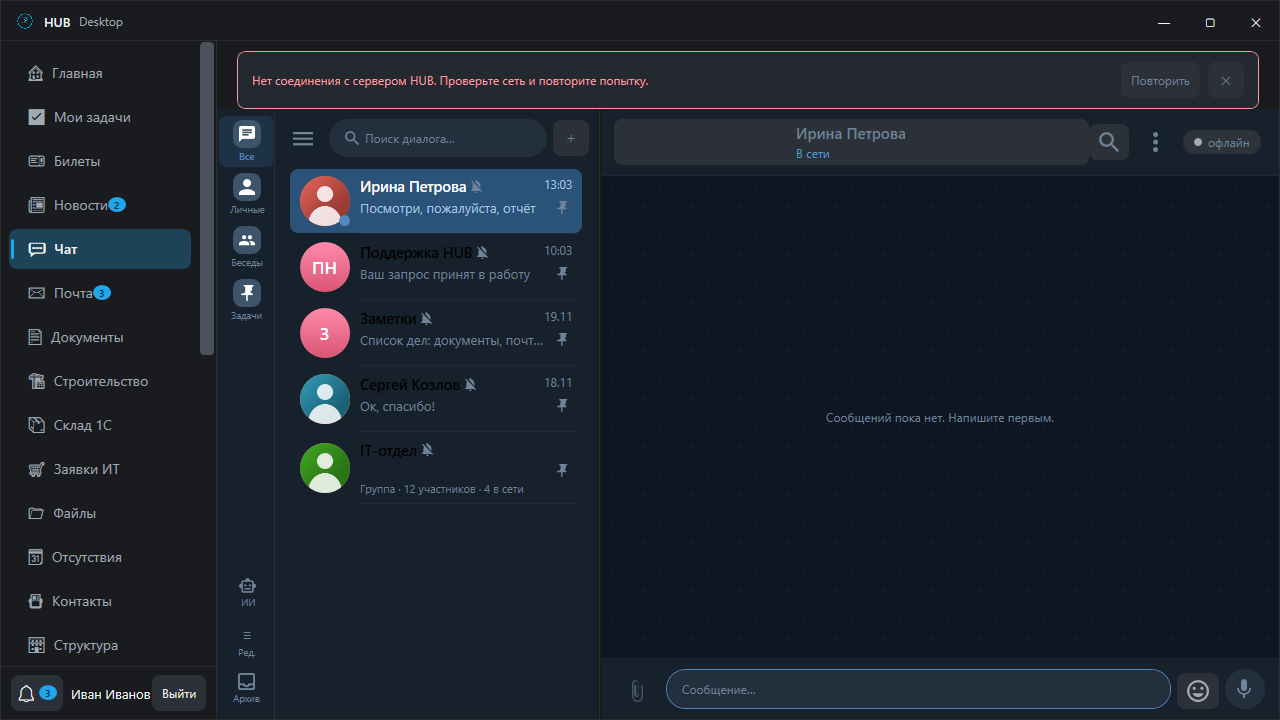 HUB Desktop
Нет соединения с сервером HUB. Проверьте сеть и повторите попытку.
Повторить
Главная
Мои задачи
Билеты
Новости 2
Чат
Почта 3
Документы
Строительство
Склад 1С
Заявки ИТ
Файлы
31 Отсутствия
Контакты
Структура
3 Иван Иванов Выйти
Все
Личные
Беседы
Задачи
ИИ
Ред.
Архив
Поиск диалога...
+
Ирина Петрова 13:03
Посмотри, пожалуйста, отчёт
ПН
Поддержка HUB 10:03
Ваш запрос принят в работу
З
Заметки 19.11
Список дел: документы, почт...
Сергей Козлов 18.11
Ок, спасибо!
IT-отдел
Группа · 12 участников · 4 в сети
Ирина Петрова
В сети
офлайн
Сообщений пока нет. Напишите первым.
Сообщение...